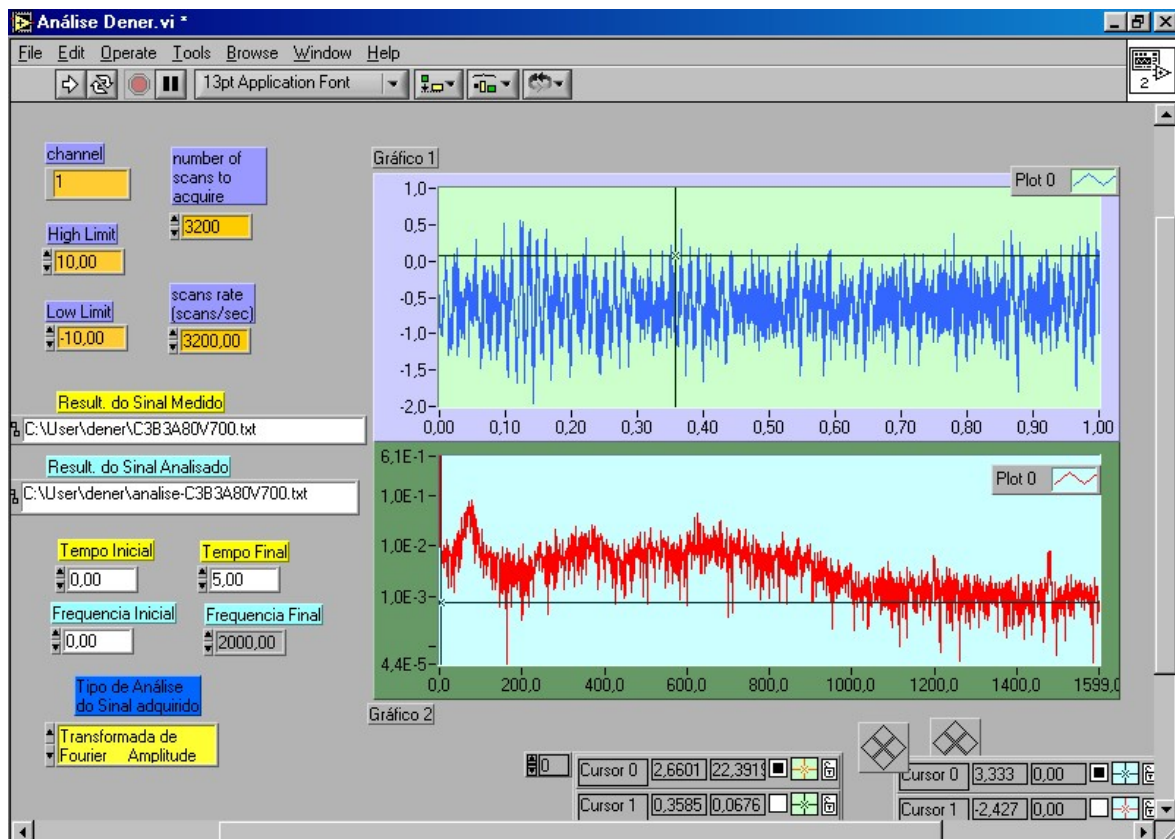 Análise Dener.vi *
File Edit Operate Tools Browse Window Help
13pt Application Font
2
channel
1
number of
scans to
acquire
3200
High Limit
10,00
Low Limit
-10,00
scans rate
(scans/sec)
3200,00
Result. do Sinal Medido
C:\User\dener\C3B3A80V700.txt
Result. do Sinal Analisado
C:\User\dener\analise-C3B3A80V700.txt
Tempo Inicial
0,00
Tempo Final
5,00
Frequencia Inicial
0,00
Frequencia Final
2000,00
Tipo de Análise
do Sinal adquirido
Transformada de
Fourier Amplitude
Gráfico 1
Plot 0
1,0
0,5
0,0
-0,5
-1,0
-1,5
-2,0
0,00 0,10 0,20 0,30 0,40 0,50 0,60 0,70 0,80 0,90 1,00
Plot 0
6,1E-1
1,0E-1
1,0E-2
1,0E-3
4,4E-5
0,0 200,0 400,0 600,0 800,0 1000,0 1200,0 1400,0 1599,0
Gráfico 2
0
Cursor 0 2,6601 22,3919
Cursor 1 0,3585 0,0676
Cursor 0 3,333 0,00
Cursor 1 -2,427 0,00